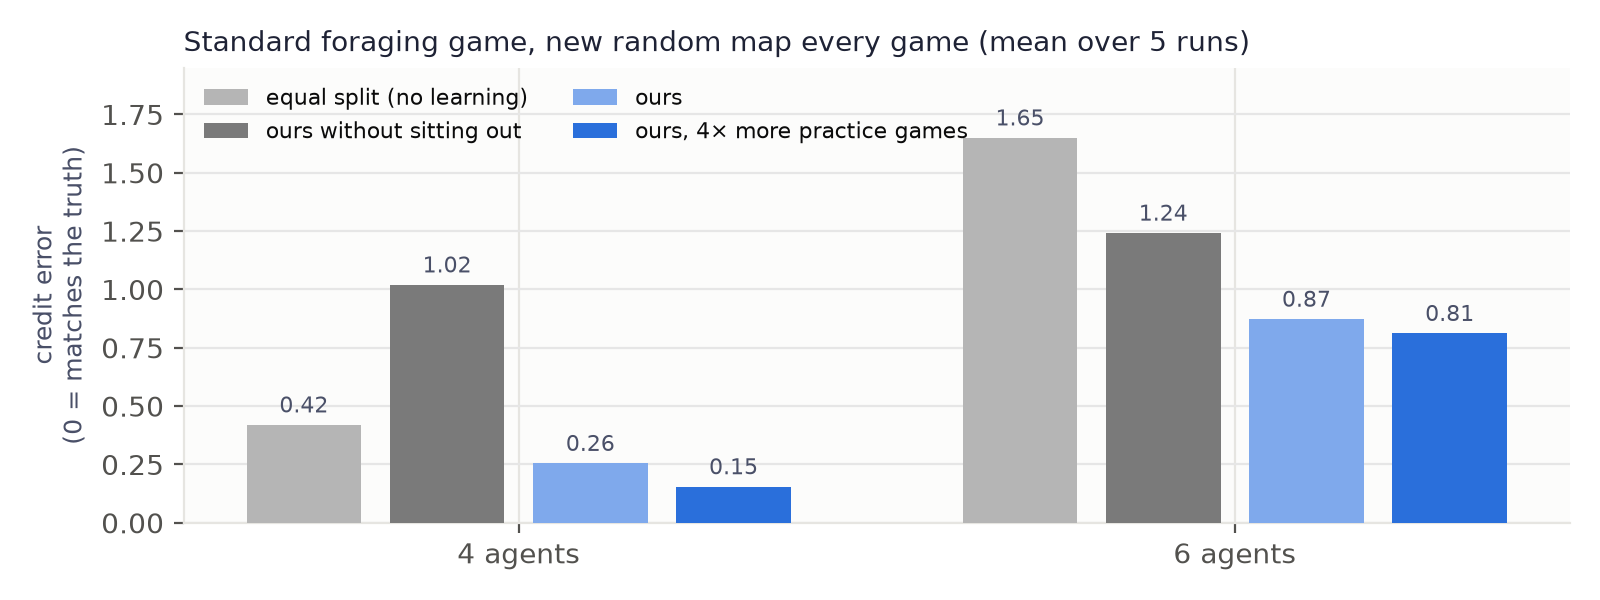 Standard foraging game, new random map every game (mean over 5 runs)
equal split (no learning)
ours without sitting out
ours
ours, 4× more practice games
credit error
(0 = matches the truth)
1.75
1.50
1.25
1.00
0.75
0.50
0.25
0.00
0.42
1.02
0.26
0.15
1.65
1.24
0.87
0.81
4 agents
6 agents